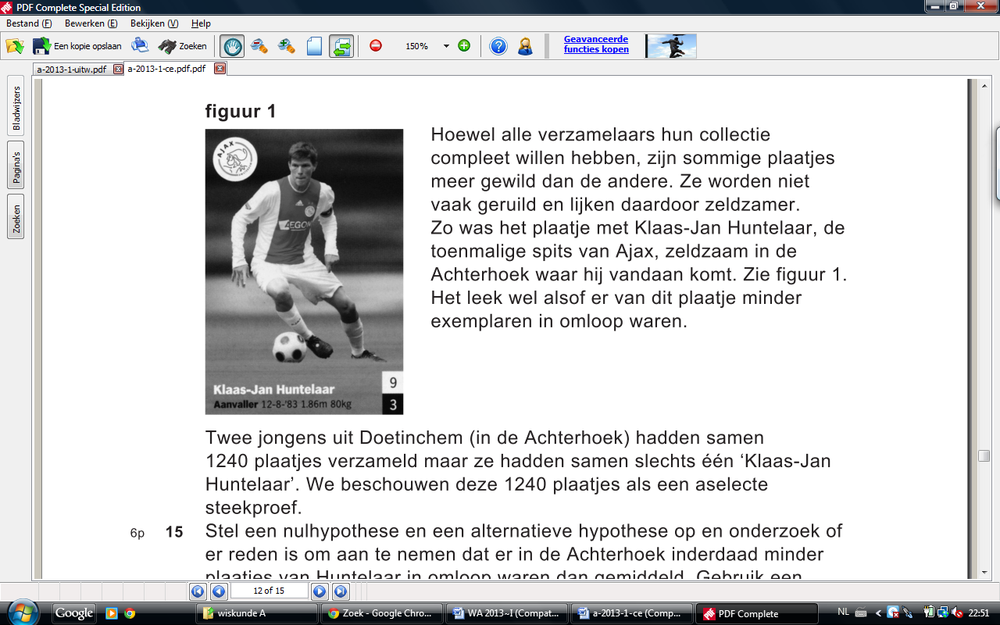 PDF Complete Special Edition
Bestand (F) Bewerken (E) Bekijken (V) Help
Een kopie opslaan Zoeken 150% Geavanceerde
functies kopen
a-2013-1-uitw.pdf a-2013-1-ce.pdf.pdf
Bladwijzers
Pagina's
Zoeken
figuur 1
AJAX
AEGON
Klaas-Jan Huntelaar 9
Aanvaller 12-8-'83 1.86m 80kg 3
Hoewel alle verzamelaars hun collectie
compleet willen hebben, zijn sommige plaatjes
meer gewild dan de andere. Ze worden niet
vaak geruild en lijken daardoor zeldzamer.
Zo was het plaatje met Klaas-Jan Huntelaar, de
toenmalige spits van Ajax, zeldzaam in de
Achterhoek waar hij vandaan komt. Zie figuur 1.
Het leek wel alsof er van dit plaatje minder
exemplaren in omloop waren.
Twee jongens uit Doetinchem (in de Achterhoek) hadden samen
1240 plaatjes verzameld maar ze hadden samen slechts één ‘Klaas-Jan
Huntelaar’. We beschouwen deze 1240 plaatjes als een aselecte
steekproef.
6p 15 Stel een nulhypothese en een alternatieve hypothese op en onderzoek of
er reden is om aan te nemen dat er in de Achterhoek inderdaad minder
plaatjes van Huntelaar in omloop waren dan gemiddeld. Gebruik een
12 of 15
Google wiskunde A Zoek - Google Chro... WA 2013~I (Compat... a-2013-1-ce (Comp... PDF Complete NL 22:51